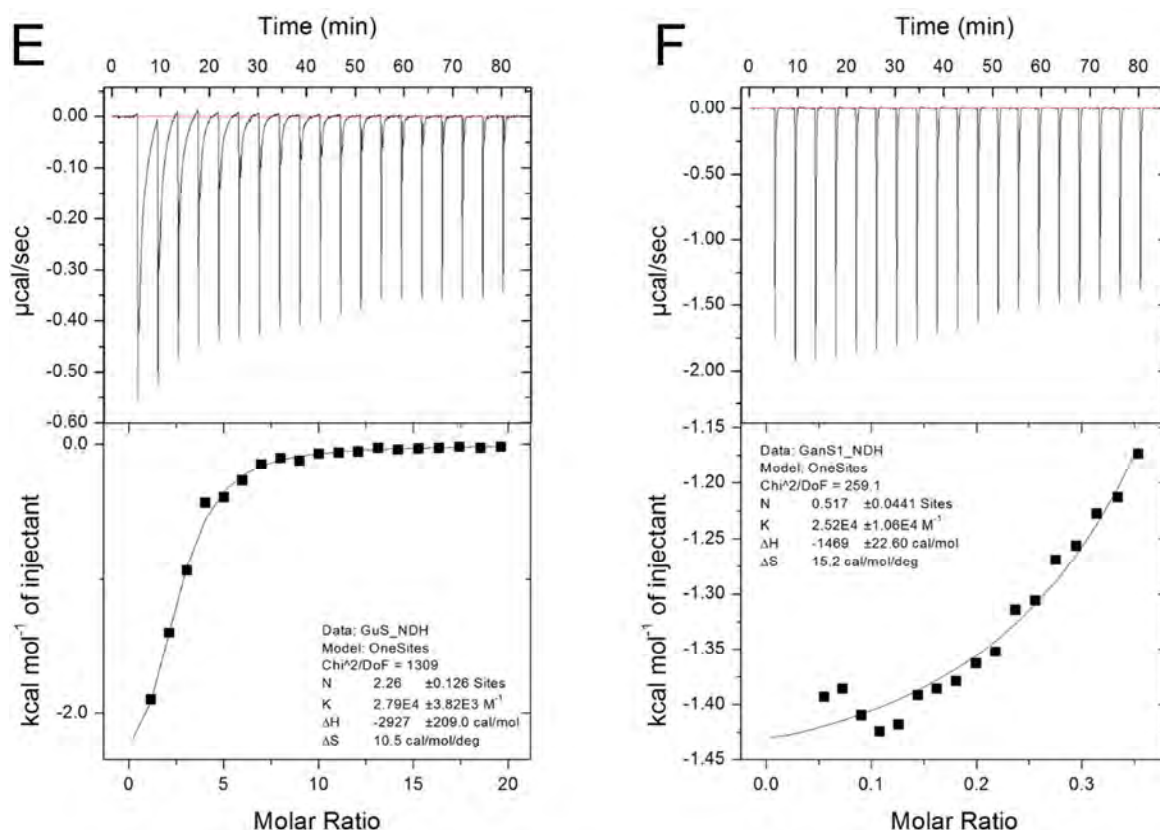 E
Time (min)
0 10 20 30 40 50 60 70 80
0.00
-0.10
-0.20
-0.30
-0.40
-0.50
-0.60
µcal/sec
0.0
-2.0
kcal mol⁻¹ of injectant
Data: GuS_NDH
Model: OneSites
Chi^2/DoF = 1309
N 2.26 ±0.126 Sites
K 2.79E4 ±3.82E3 M⁻¹
ΔH -2927 ±209.0 cal/mol
ΔS 10.5 cal/mol/deg
0 5 10 15 20
Molar Ratio
F
Time (min)
0 10 20 30 40 50 60 70 80
0.00
-0.50
-1.00
-1.50
-2.00
µcal/sec
-1.15
-1.20
-1.25
-1.30
-1.35
-1.40
-1.45
kcal mol⁻¹ of injectant
Data: GanS1_NDH
Model: OneSites
Chi^2/DoF = 259.1
N 0.517 ±0.0441 Sites
K 2.52E4 ±1.06E4 M⁻¹
ΔH -1469 ±22.60 cal/mol
ΔS 15.2 cal/mol/deg
0.0 0.1 0.2 0.3
Molar Ratio